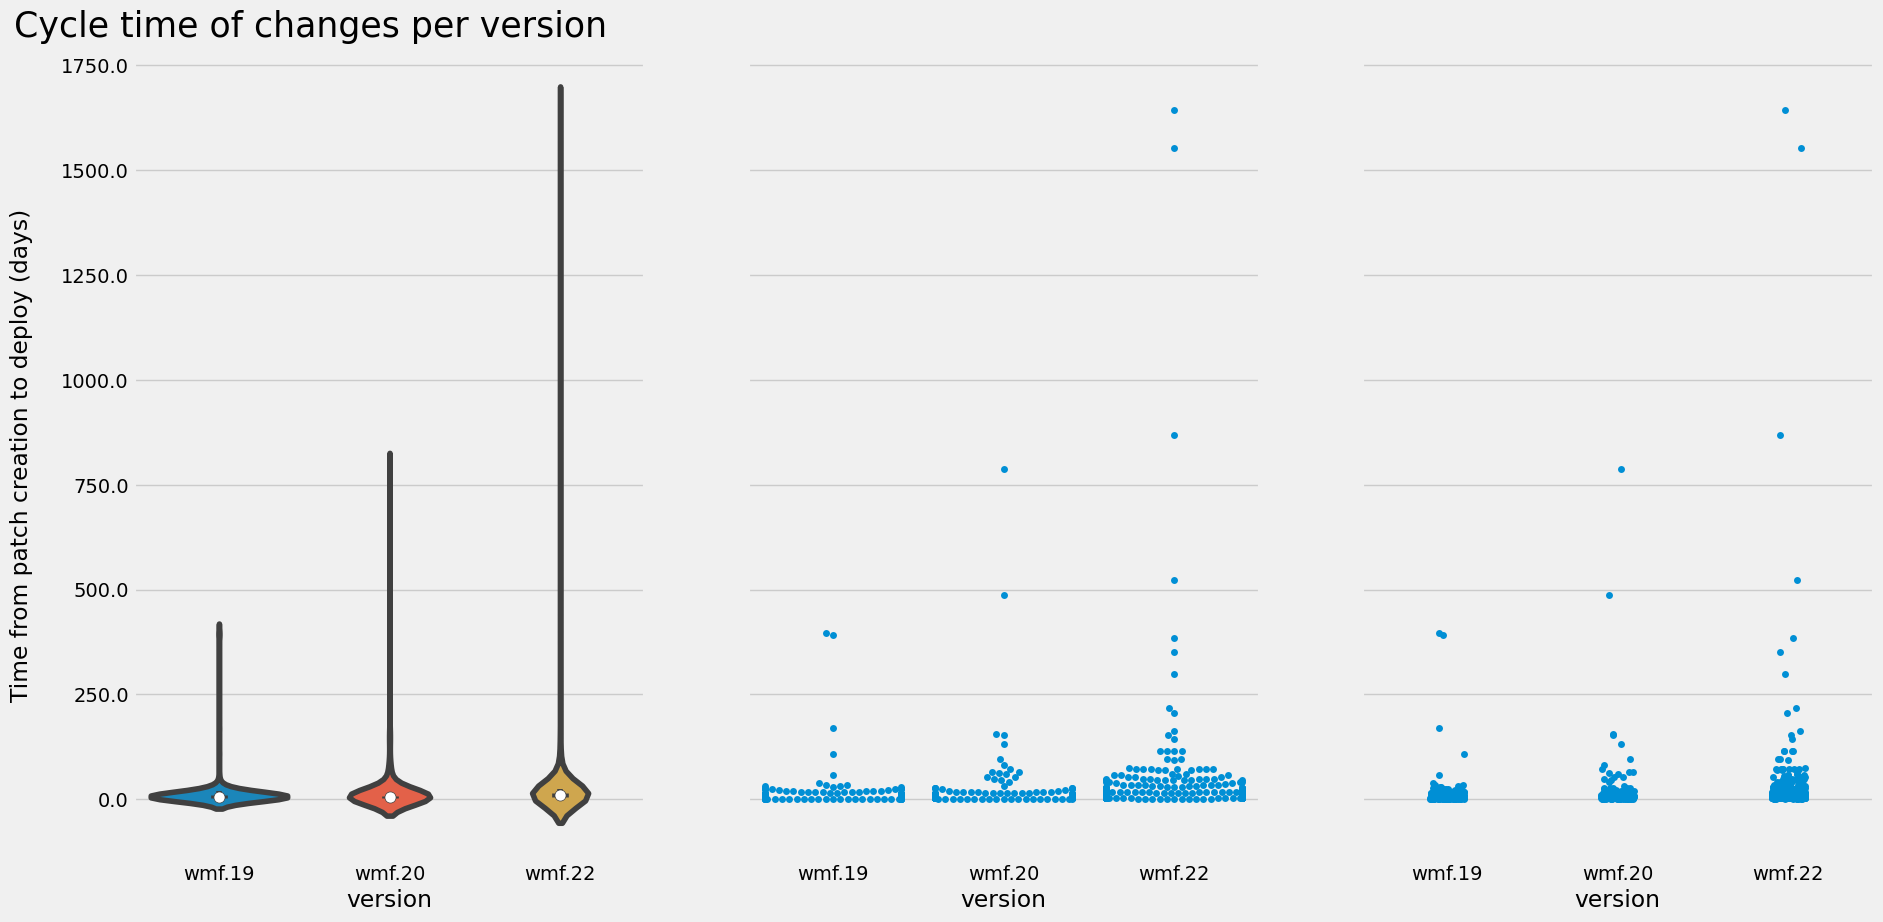 Cycle time of changes per version
Time from patch creation to deploy (days)
1750.0
1500.0
1250.0
1000.0
750.0
500.0
250.0
0.0
wmf.19 wmf.20 wmf.22
version
wmf.19 wmf.20 wmf.22
version
wmf.19 wmf.20 wmf.22
version